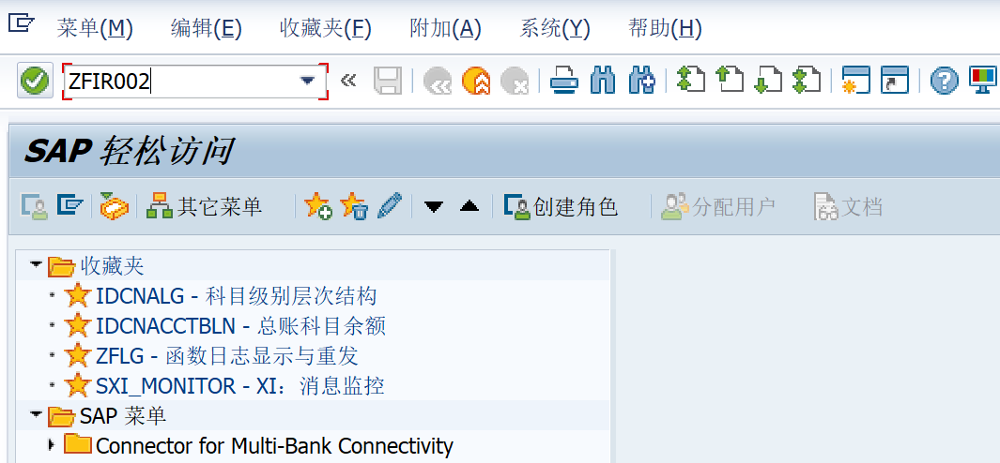 菜单(M) 编辑(E) 收藏夹(F) 附加(A) 系统(Y) 帮助(H)
ZFIR002
SAP 轻松访问
其它菜单 创建角色 分配用户 文档
收藏夹
IDCNALG - 科目级别层次结构
IDCNACCTBLN - 总账科目余额
ZFLG - 函数日志显示与重发
SXI_MONITOR - XI：消息监控
SAP 菜单
Connector for Multi-Bank Connectivity